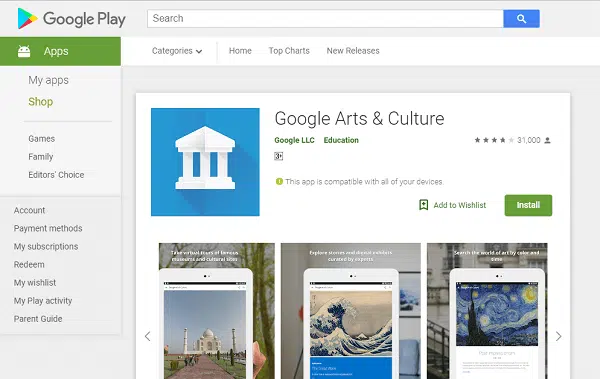 Google Play
Search
Apps
Categories
Home
Top Charts
New Releases
My apps
Shop
Games
Family
Editors' Choice
Account
Payment methods
My subscriptions
Redeem
My wishlist
My Play activity
Parent Guide
Google Arts & Culture
Google LLC Education
31,000
3+
This app is compatible with all of your devices.
Add to Wishlist
Install
Take virtual tours of famous
museums and cultural sites
Explore stories and digital exhibits
curated by experts
Search the world of art by color and
time